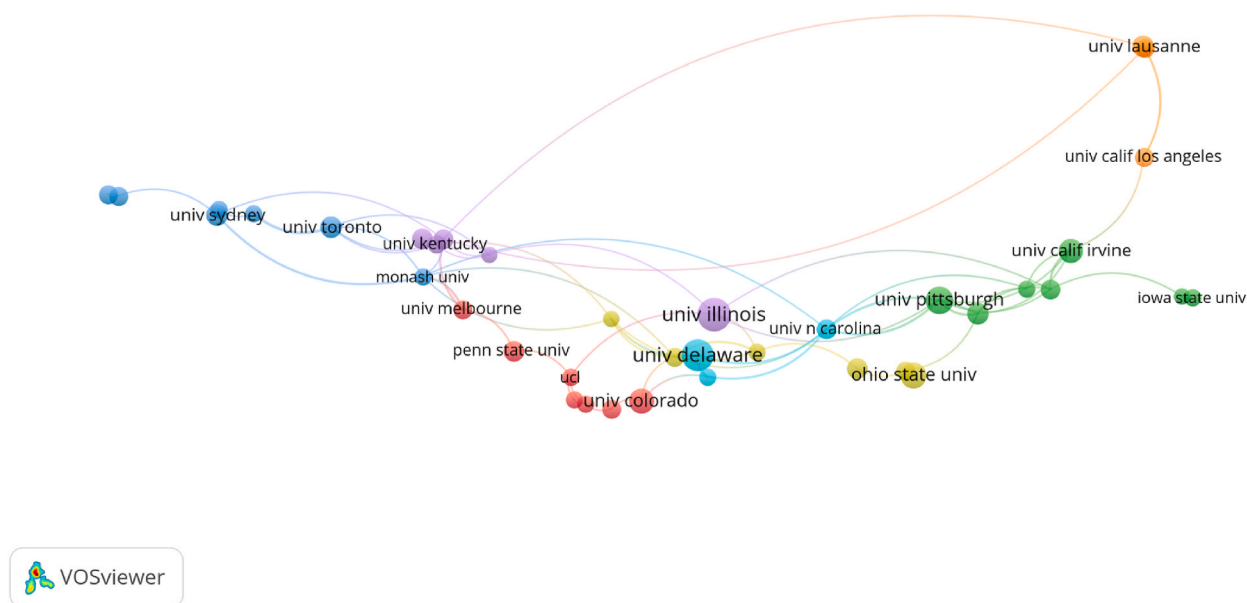 univ lausanne
univ calif los angeles
univ sydney
univ toronto
univ kentucky
univ calif irvine
monash univ
univ pittsburgh
iowa state univ
univ melbourne
univ illinois
univ n carolina
penn state univ
univ delaware
ucl
ohio state univ
univ colorado
VOSviewer